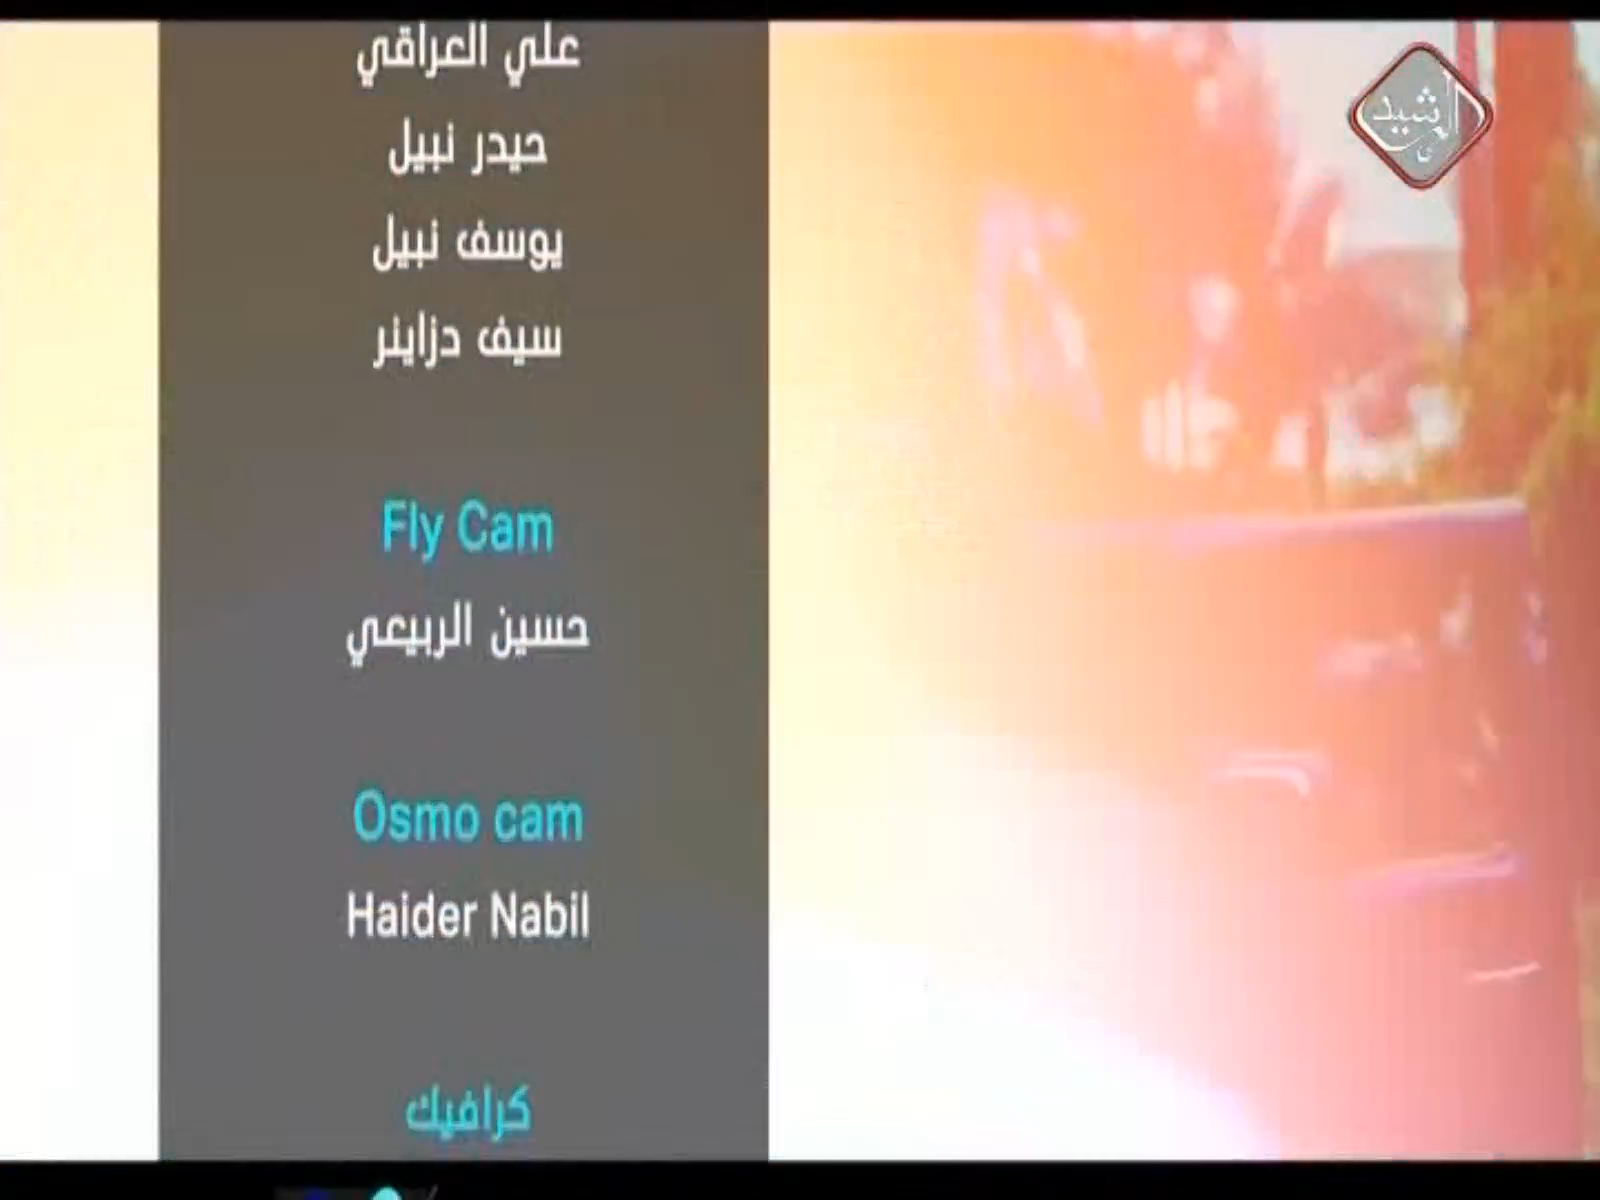 علي العراقي
حيدر نبيل
يوسف نبيل
سيف دزاينر
Fly Cam
حسين الربيعي
Osmo cam
Haider Nabil
كرافيك